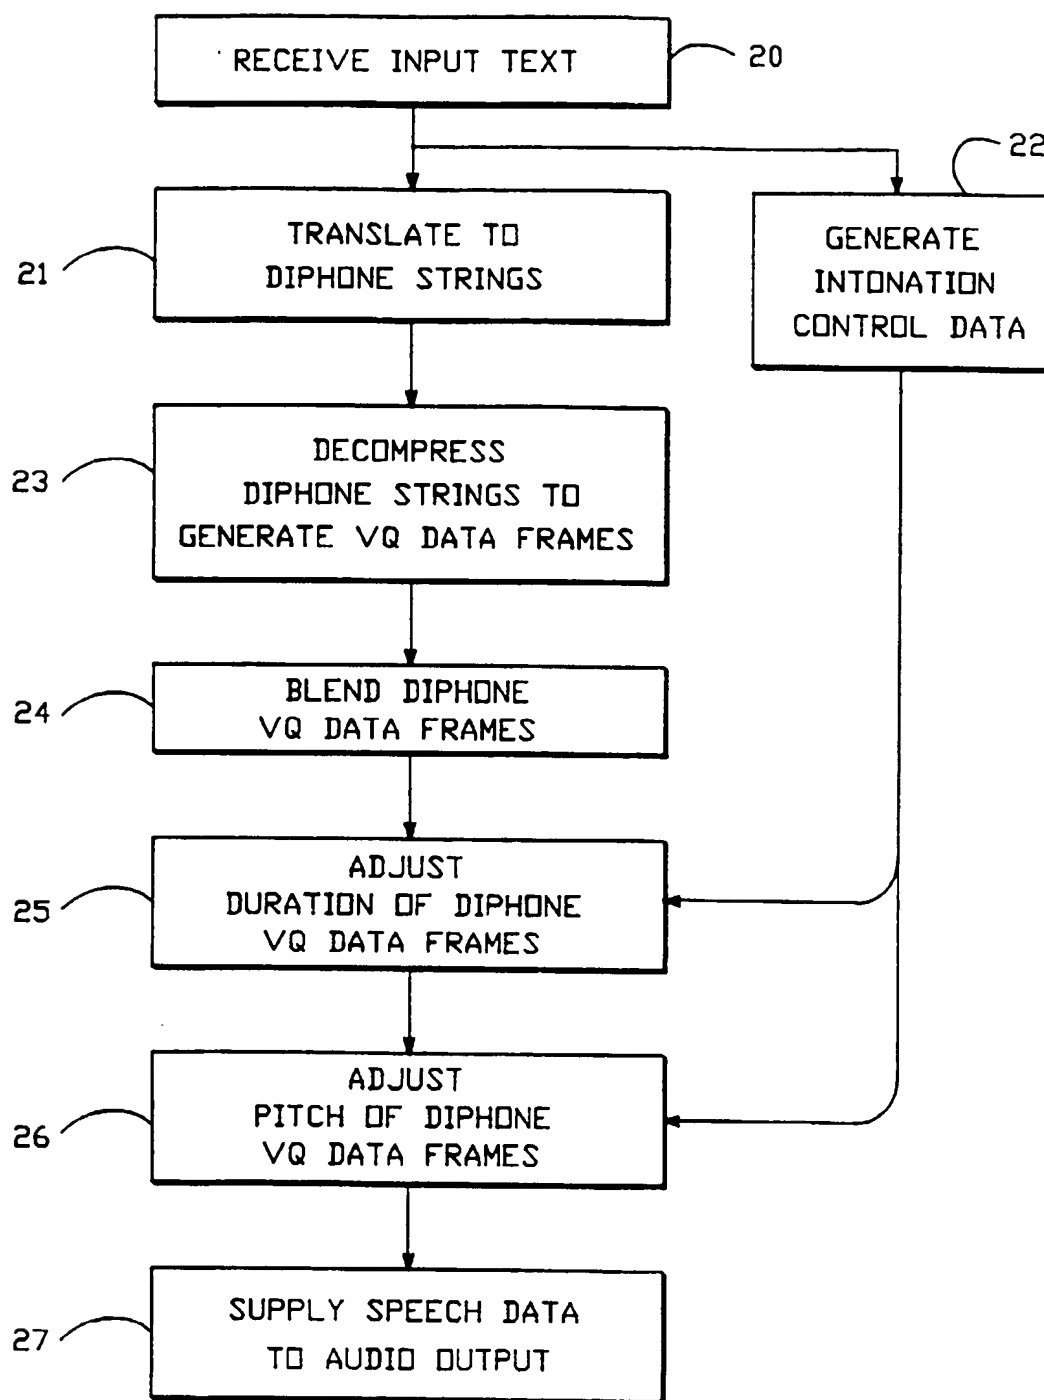 RECEIVE INPUT TEXT
20
22
TRANSLATE TO
DIPHONE STRINGS
21
GENERATE
INTONATION
CONTROL DATA
DECOMPRESS
DIPHONE STRINGS TO
GENERATE VQ DATA FRAMES
23
BLEND DIPHONE
VQ DATA FRAMES
24
ADJUST
DURATION OF DIPHONE
VQ DATA FRAMES
25
ADJUST
PITCH OF DIPHONE
VQ DATA FRAMES
26
SUPPLY SPEECH DATA
TO AUDIO OUTPUT
27